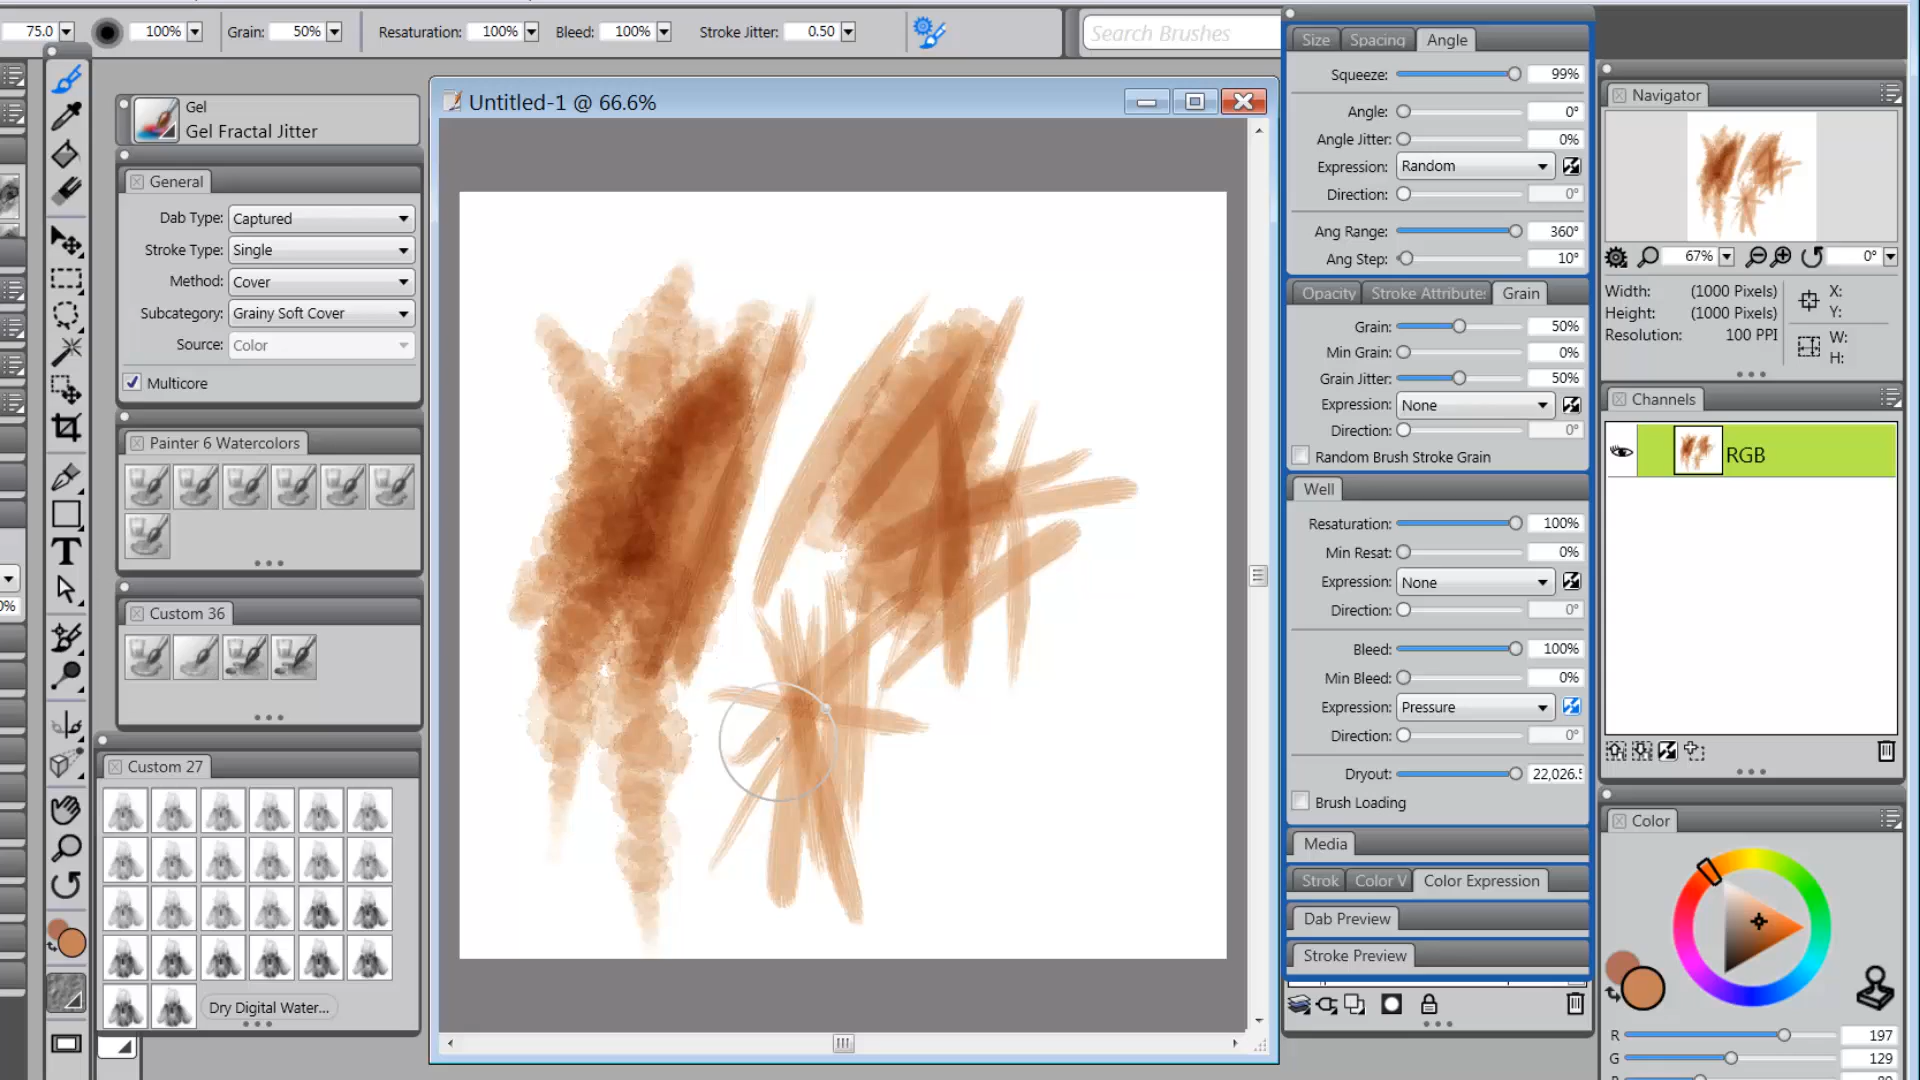 75.0 100% Grain: 50% Resaturation: 100% Bleed: 100% Stroke Jitter: 0.50 Search Brushes
Gel
Gel Fractal Jitter
General
Dab Type: Captured
Stroke Type: Single
Method: Cover
Subcategory: Grainy Soft Cover
Source: Color
Multicore
Painter 6 Watercolors
Custom 36
Custom 27
Dry Digital Water...
0%
T
Untitled-1 @ 66.6%
Size Spacing Angle
Squeeze: 99%
Angle: 0°
Angle Jitter: 0%
Expression: Random
Direction: 0°
Ang Range: 360°
Ang Step: 10°
Opacity Stroke Attribute: Grain
Grain: 50%
Min Grain: 0%
Grain Jitter: 50%
Expression: None
Direction: 0°
Random Brush Stroke Grain
Well
Resaturation: 100%
Min Resat: 0%
Expression: None
Direction: 0°
Bleed: 100%
Min Bleed: 0%
Expression: Pressure
Direction: 0°
Dryout: 22,026.5
Brush Loading
Media
Strok Color V Color Expression
Dab Preview
Stroke Preview
Navigator
67% 0°
Width: (1000 Pixels) X:
Height: (1000 Pixels) Y:
Resolution: 100 PPI W:
H:
Channels
RGB
Color
R 197
G 129